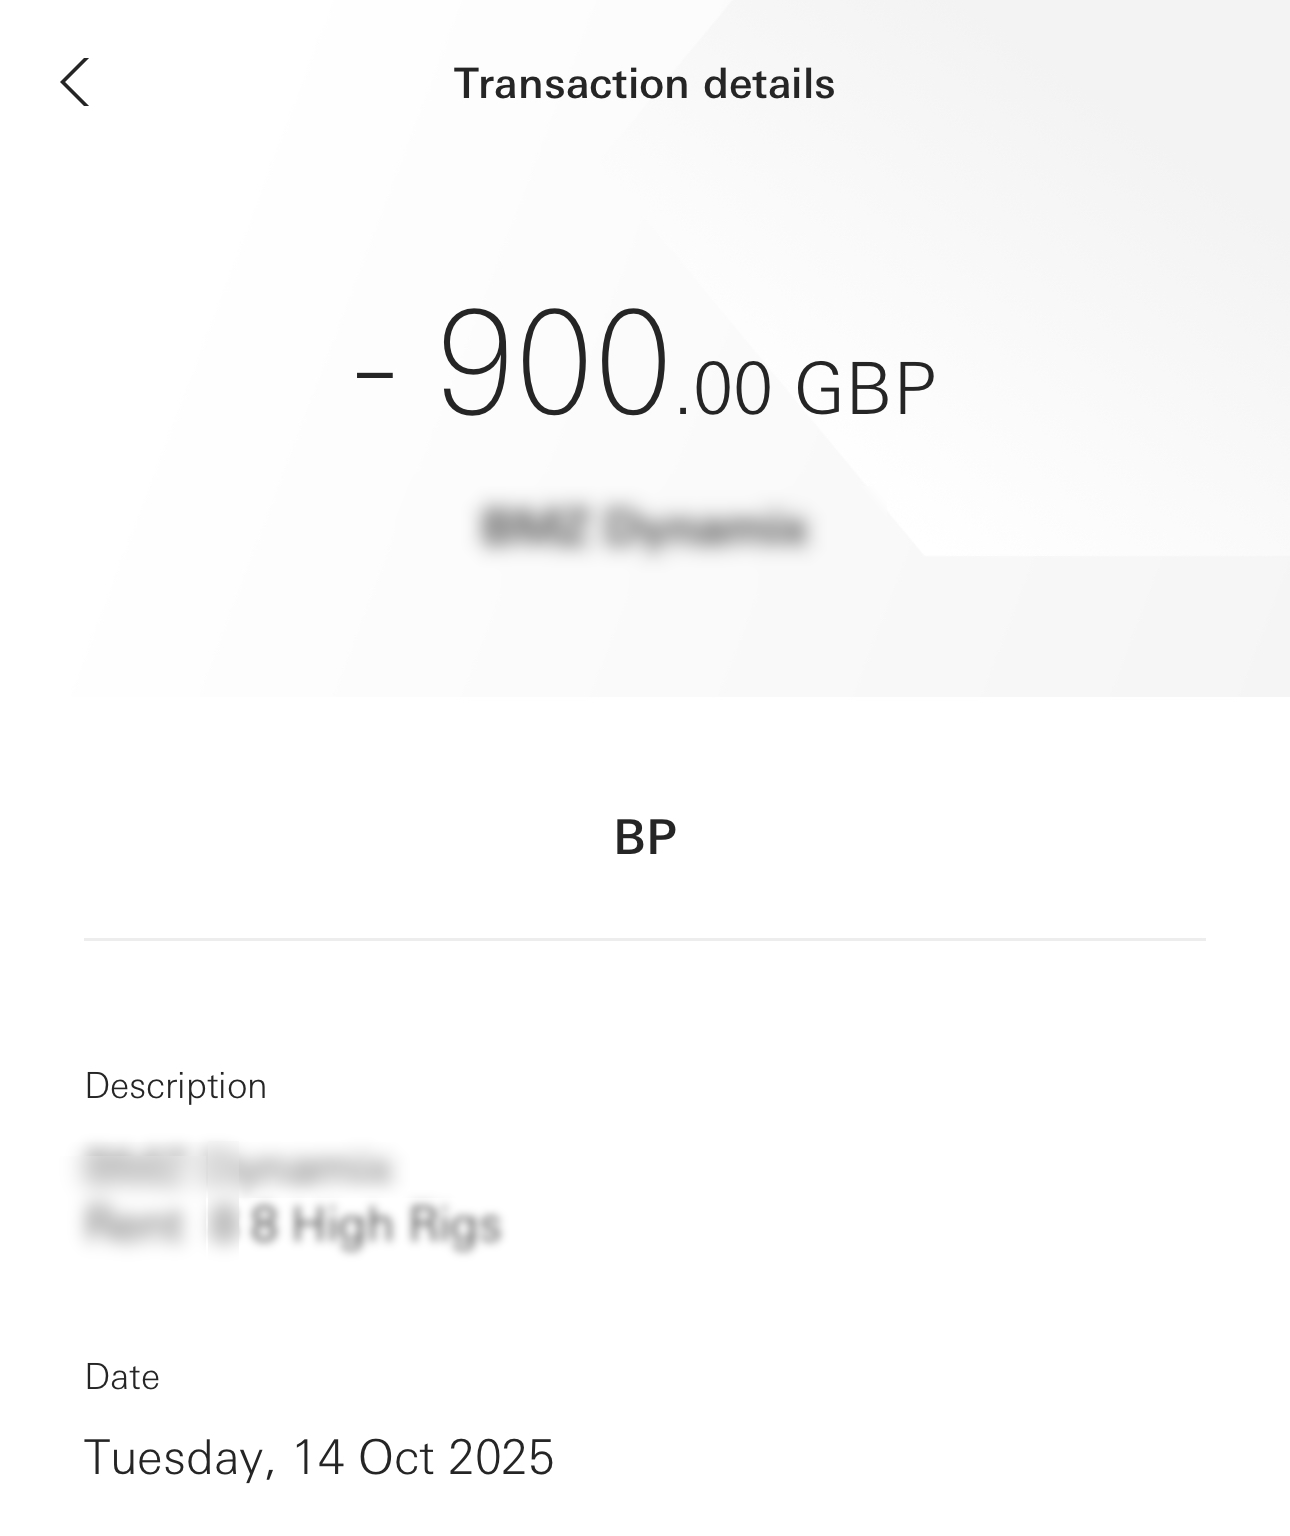 Transaction details
- 900.00 GBP
BP
Description
8 High Rigs
Date
Tuesday, 14 Oct 2025